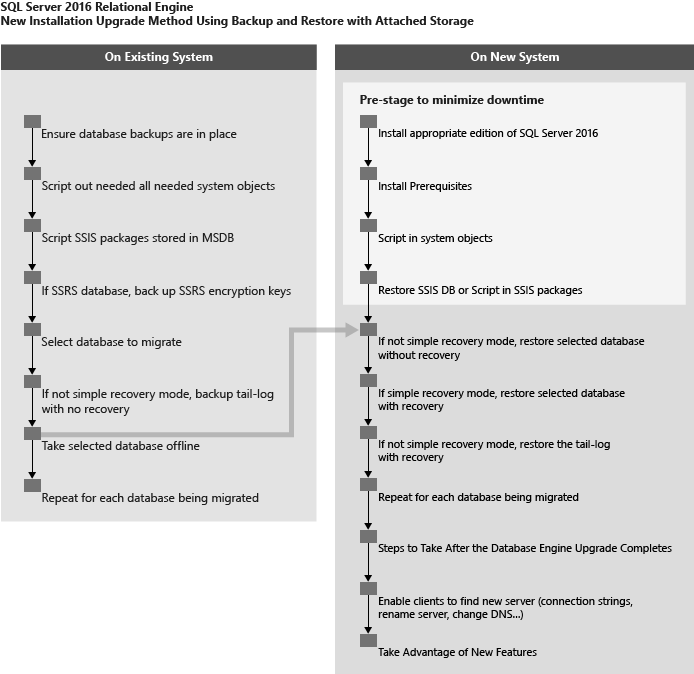 SQL Server 2016 Relational Engine
New Installation Upgrade Method Using Backup and Restore with Attached Storage
On Existing System
Ensure database backups are in place
Script out needed all needed system objects
Script SSIS packages stored in MSDB
If SSRS database, back up SSRS encryption keys
Select database to migrate
If not simple recovery mode, backup tail-log
with no recovery
Take selected database offline
Repeat for each database being migrated
On New System
Pre-stage to minimize downtime
Install appropriate edition of SQL Server 2016
Install Prerequisites
Script in system objects
Restore SSIS DB or Script in SSIS packages
If not simple recovery mode, restore selected database
without recovery
If simple recovery mode, restore selected database
with recovery
If not simple recovery mode, restore the tail-log
with recovery
Repeat for each database being migrated
Steps to Take After the Database Engine Upgrade Completes
Enable clients to find new server (connection strings,
rename server, change DNS...)
Take Advantage of New Features